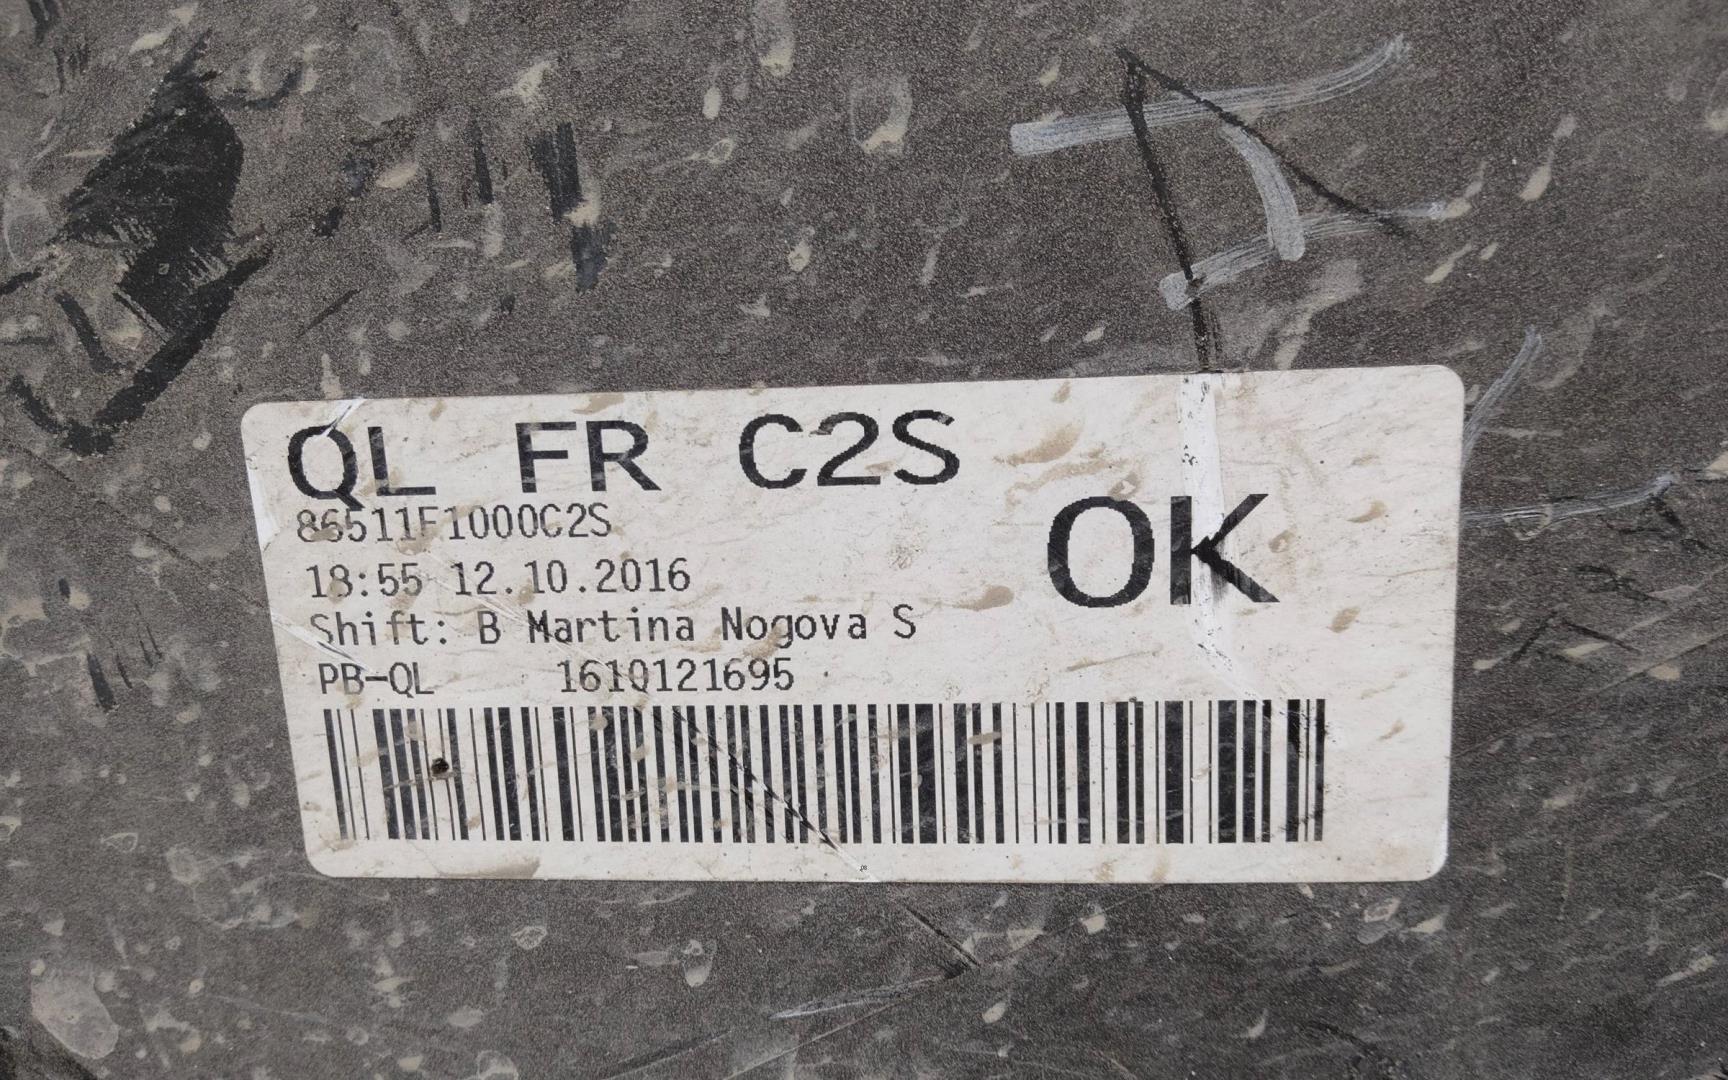 QL FR C2S
86511F1000C2S
OK
18:55 12.10.2016
Shift: B Martina Nogova S
PB-QL 1610121695